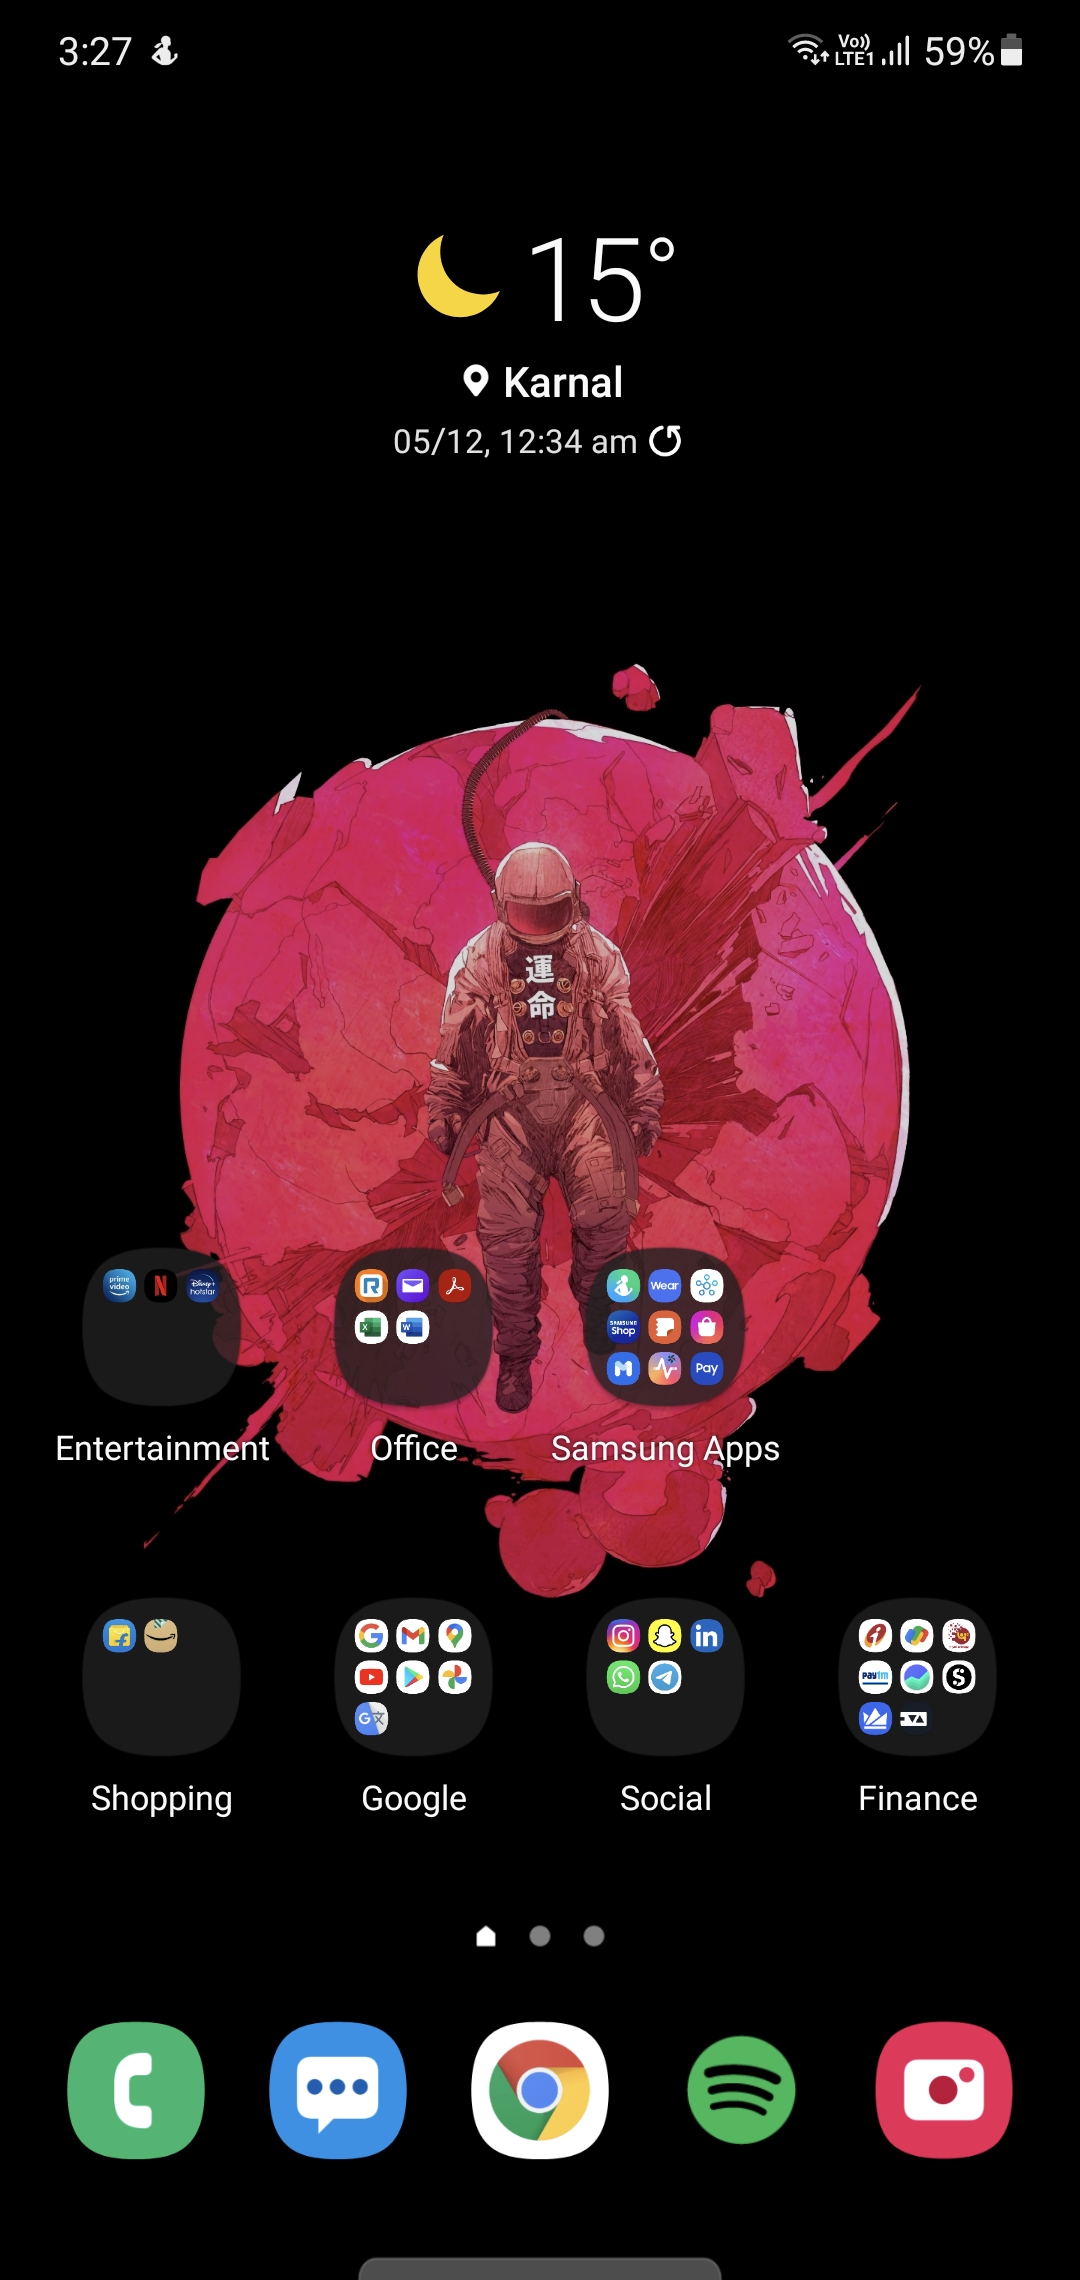 3:27
Vo))
LTE1
59%
15°
Karnal
05/12, 12:34 am
運
命
prime
video
Disney+
hotstar
Wear
SAMSUNG
Shop
Pay
Entertainment
Office
Samsung Apps
paytm
Shopping
Google
Social
Finance